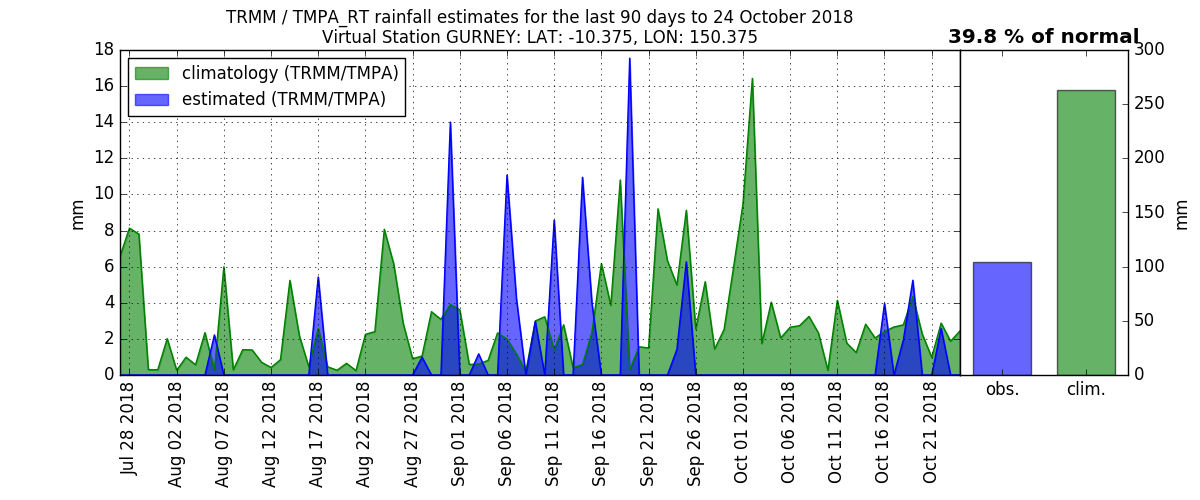 TRMM / TMPA_RT rainfall estimates for the last 90 days to 24 October 2018
Virtual Station GURNEY: LAT: -10.375, LON: 150.375
39.8 % of normal
climatology (TRMM/TMPA)
estimated (TRMM/TMPA)
mm
18
16
14
12
10
8
6
4
2
0
Jul 28 2018
Aug 02 2018
Aug 07 2018
Aug 12 2018
Aug 17 2018
Aug 22 2018
Aug 27 2018
Sep 01 2018
Sep 06 2018
Sep 11 2018
Sep 16 2018
Sep 21 2018
Sep 26 2018
Oct 01 2018
Oct 06 2018
Oct 11 2018
Oct 16 2018
Oct 21 2018
300
250
200
150
100
50
0
mm
obs.
clim.